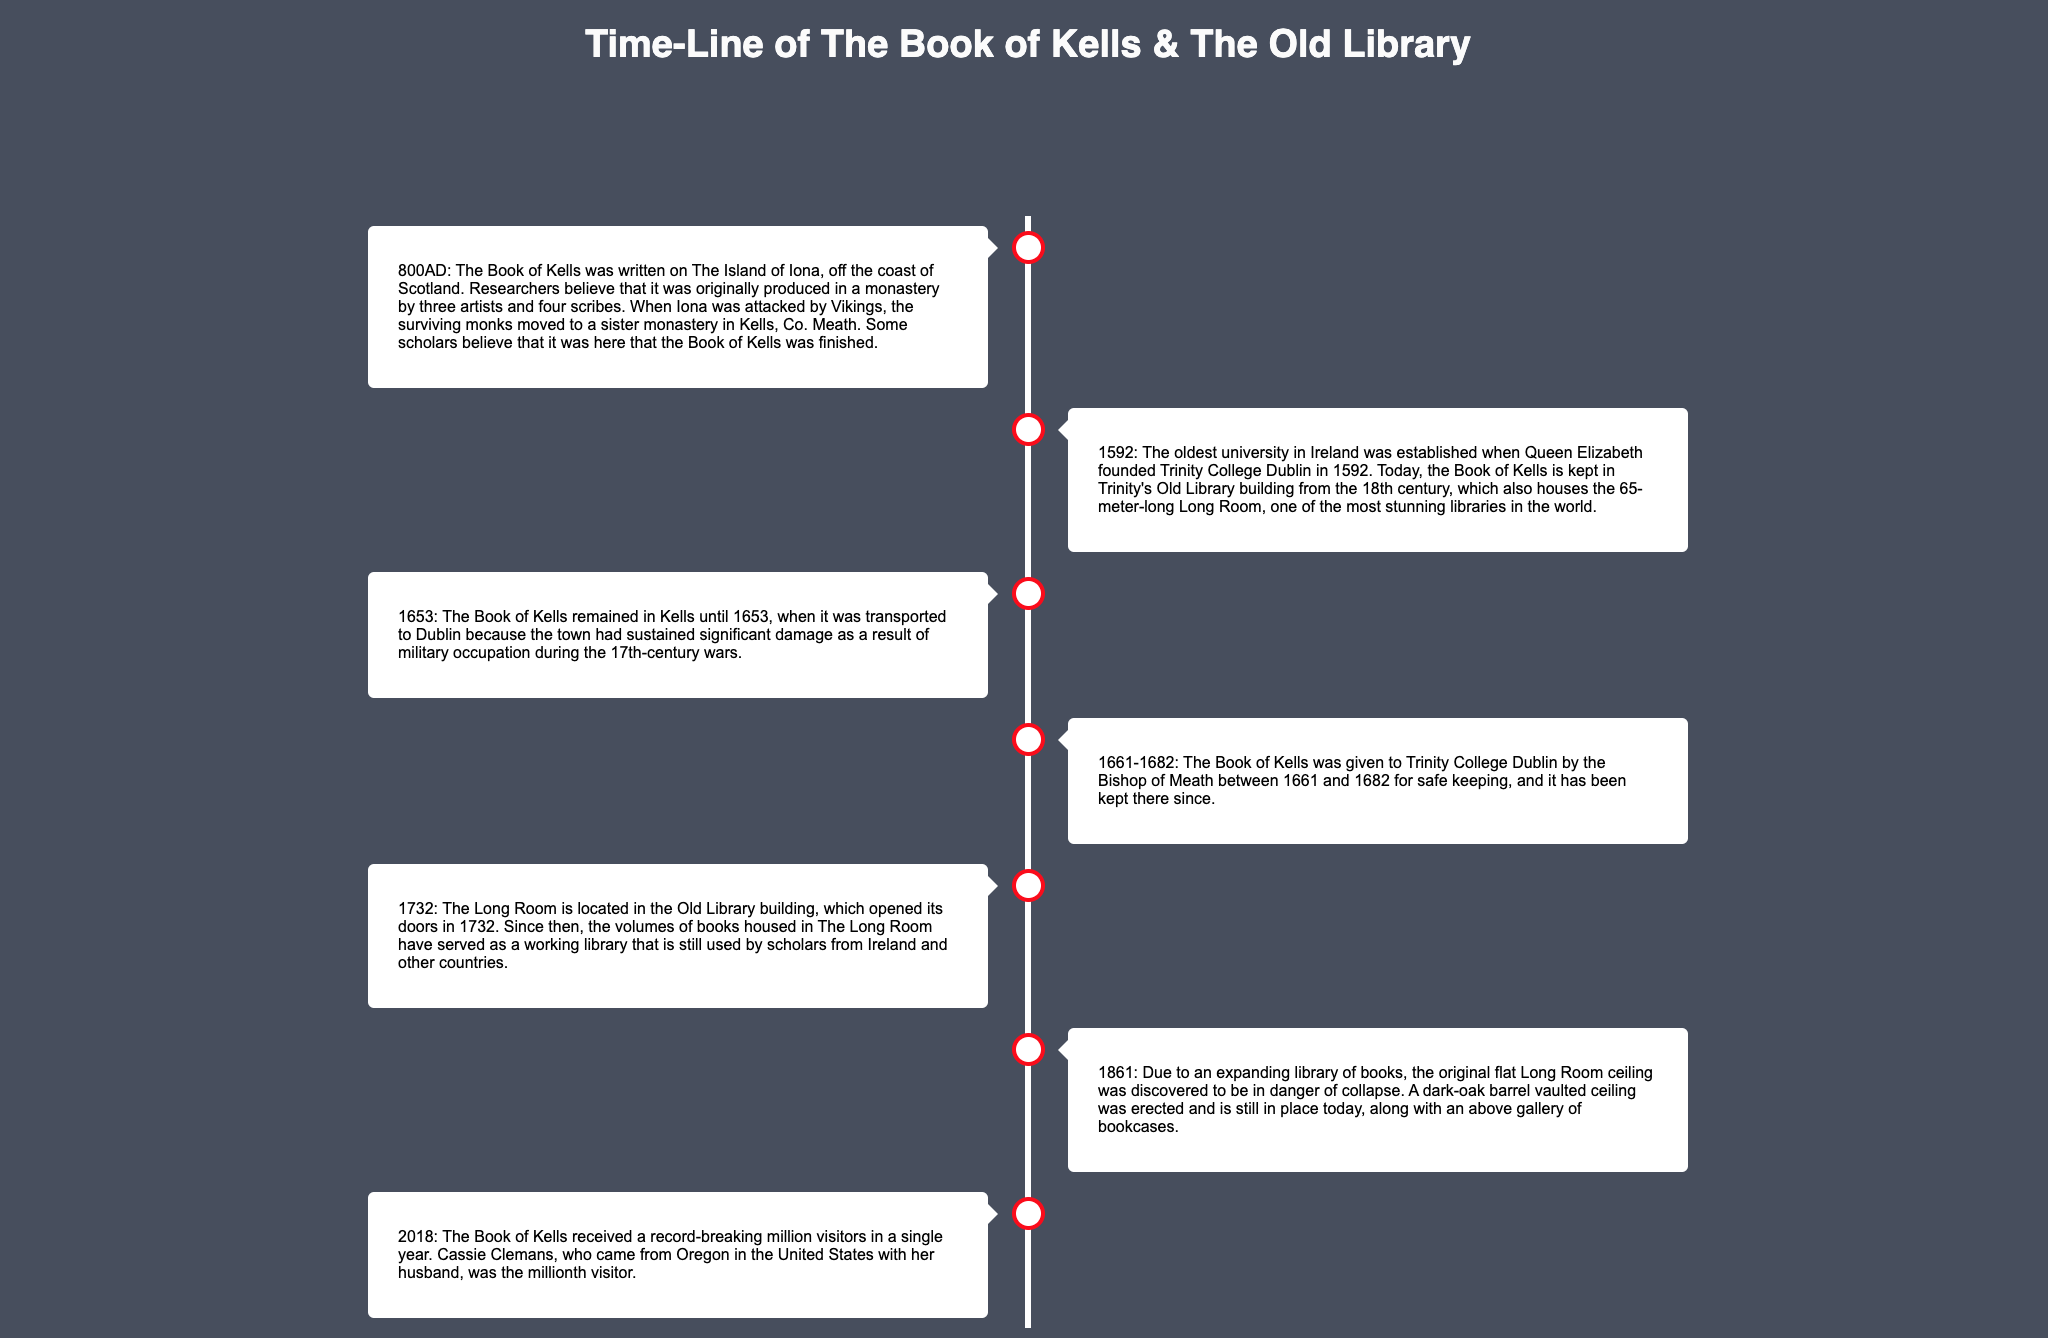 Time-Line of The Book of Kells & The Old Library
800AD: The Book of Kells was written on The Island of Iona, off the coast of
Scotland. Researchers believe that it was originally produced in a monastery
by three artists and four scribes. When Iona was attacked by Vikings, the
surviving monks moved to a sister monastery in Kells, Co. Meath. Some
scholars believe that it was here that the Book of Kells was finished.
1592: The oldest university in Ireland was established when Queen Elizabeth
founded Trinity College Dublin in 1592. Today, the Book of Kells is kept in
Trinity's Old Library building from the 18th century, which also houses the 65-
meter-long Long Room, one of the most stunning libraries in the world.
1653: The Book of Kells remained in Kells until 1653, when it was transported
to Dublin because the town had sustained significant damage as a result of
military occupation during the 17th-century wars.
1661-1682: The Book of Kells was given to Trinity College Dublin by the
Bishop of Meath between 1661 and 1682 for safe keeping, and it has been
kept there since.
1732: The Long Room is located in the Old Library building, which opened its
doors in 1732. Since then, the volumes of books housed in The Long Room
have served as a working library that is still used by scholars from Ireland and
other countries.
1861: Due to an expanding library of books, the original flat Long Room ceiling
was discovered to be in danger of collapse. A dark-oak barrel vaulted ceiling
was erected and is still in place today, along with an above gallery of
bookcases.
2018: The Book of Kells received a record-breaking million visitors in a single
year. Cassie Clemans, who came from Oregon in the United States with her
husband, was the millionth visitor.